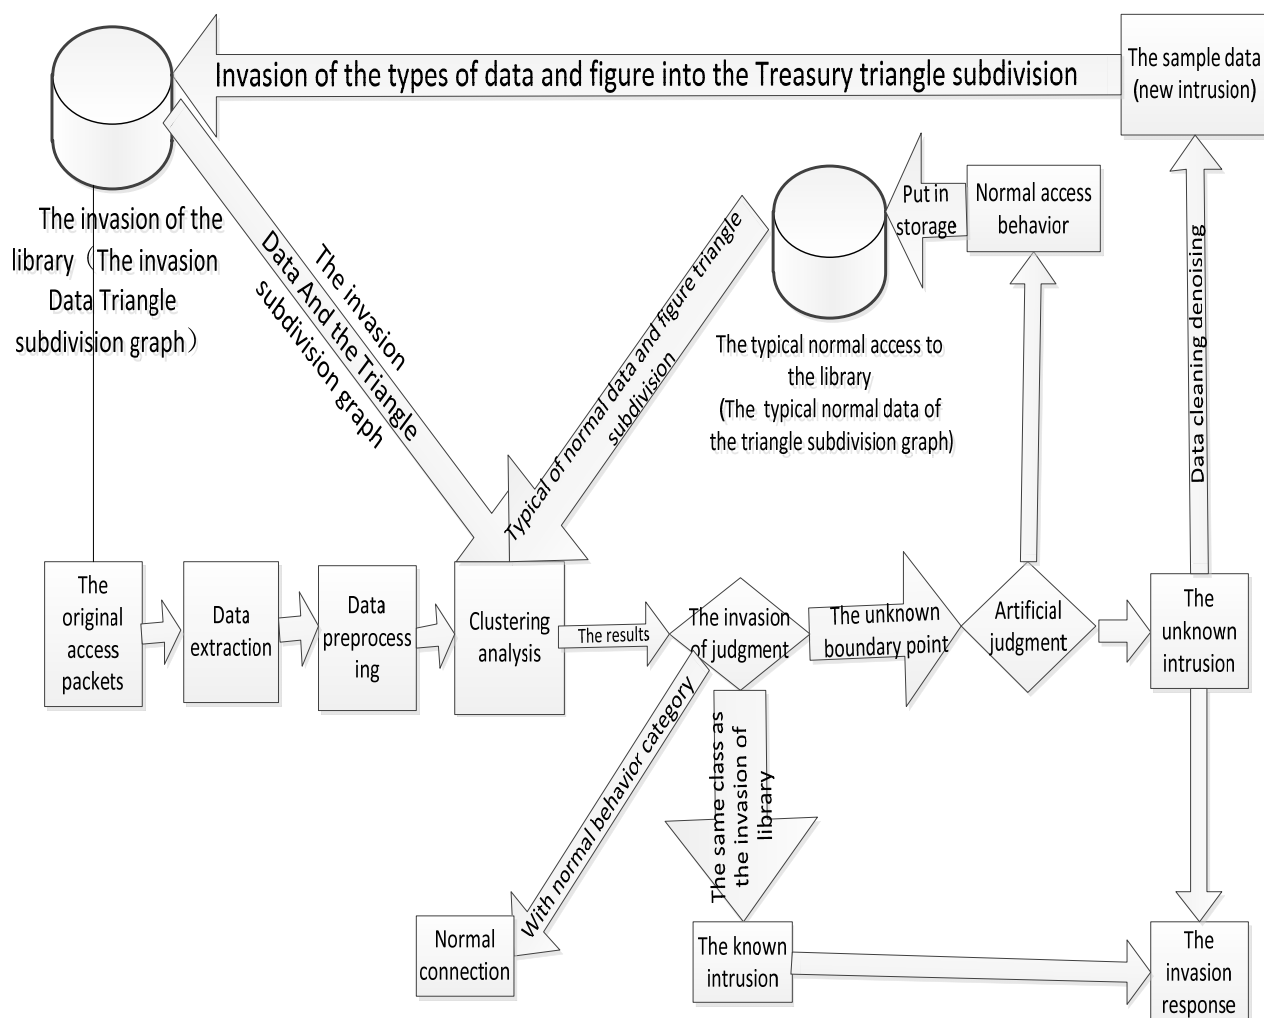 Invasion of the types of data and figure into the Treasury triangle subdivision
The sample data
(new intrusion)
The invasion of the
library（The invasion
Data Triangle
subdivision graph）
The invasion
Data And the Triangle
subdivision graph
Typical of normal data and figure triangle
subdivision
Put in
storage
Normal access
behavior
The typical normal access to
the library
(The typical normal data of
the triangle subdivision graph)
Data cleaning denoising
The
original
access
packets
Data
extraction
Data
preprocess
ing
Clustering
analysis
The results
The invasion
of judgment
The unknown
boundary point
Artificial
judgment
The
unknown
intrusion
With normal behavior category
The same class as
the invasion of
library
Normal
connection
The known
intrusion
The
invasion
response